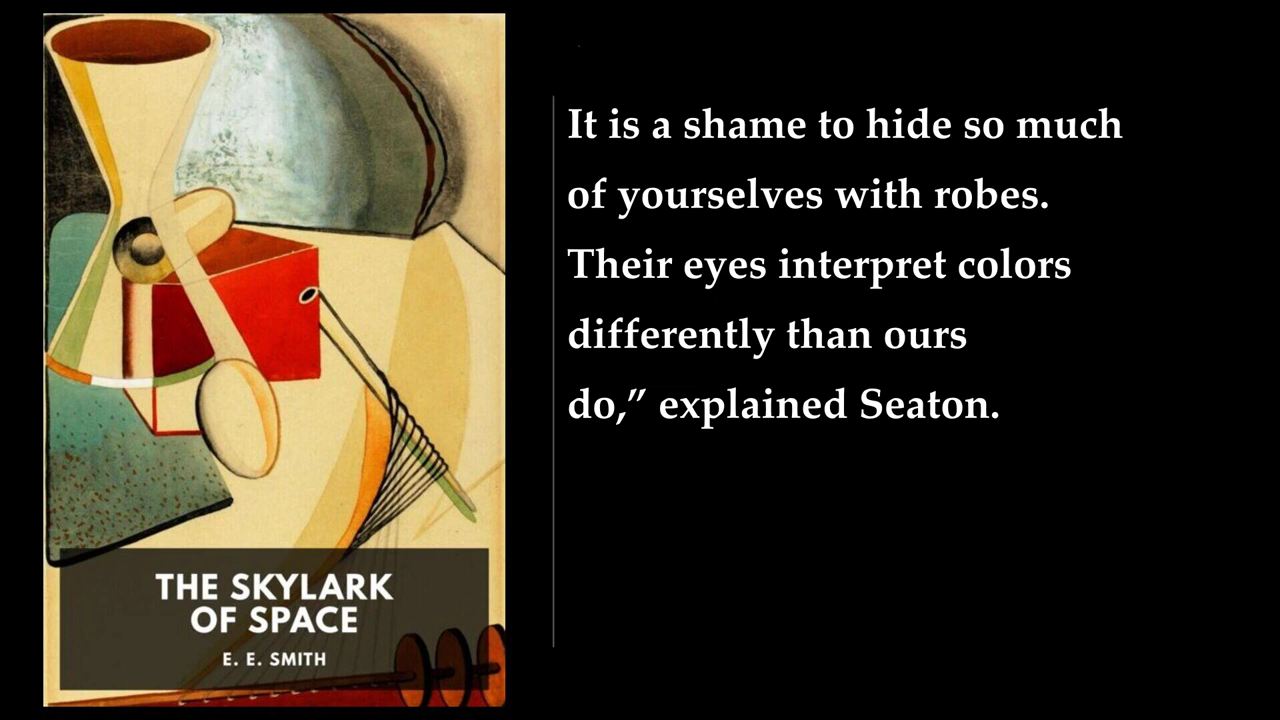 It is a shame to hide so much
of yourselves with robes.
Their eyes interpret colors
differently than ours
do,” explained Seaton.
THE SKYLARK
OF SPACE
E. E. SMITH